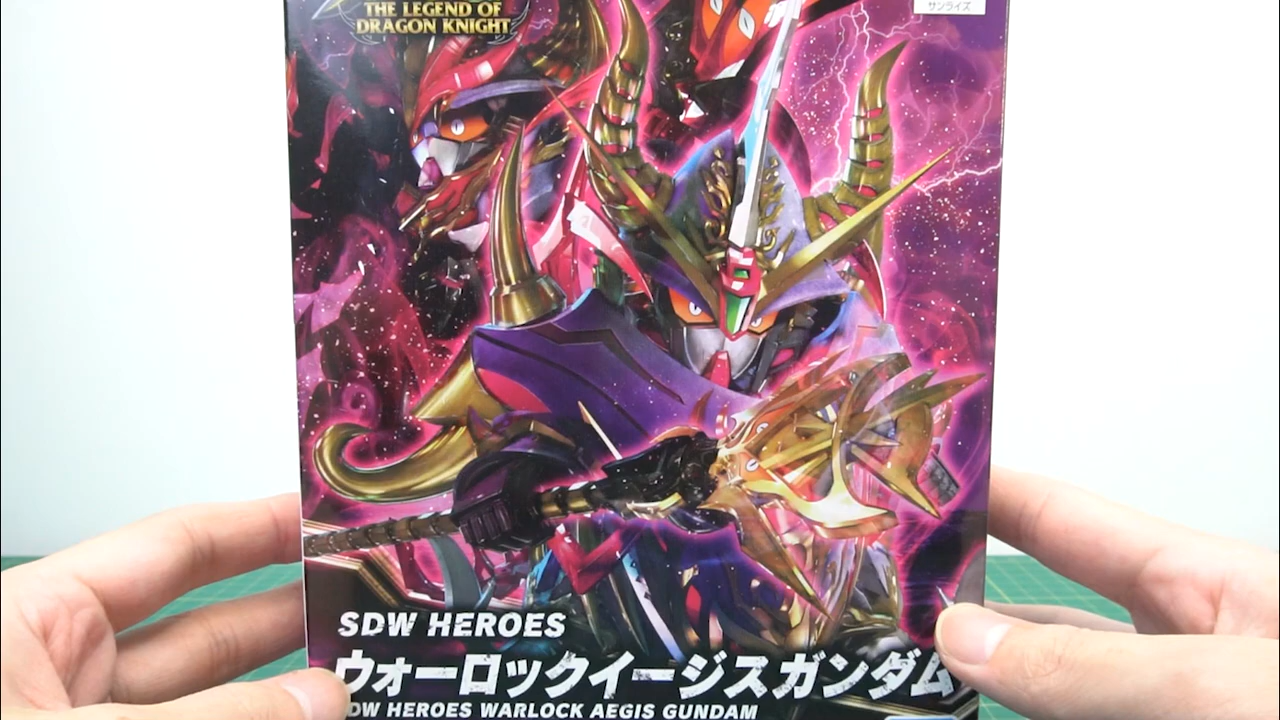 THE LEGEND OF
DRAGON KNIGHT
サンライズ
SDW HEROES
ウォーロックイージスガンダム
DW HEROES WARLOCK AEGIS GUNDAM